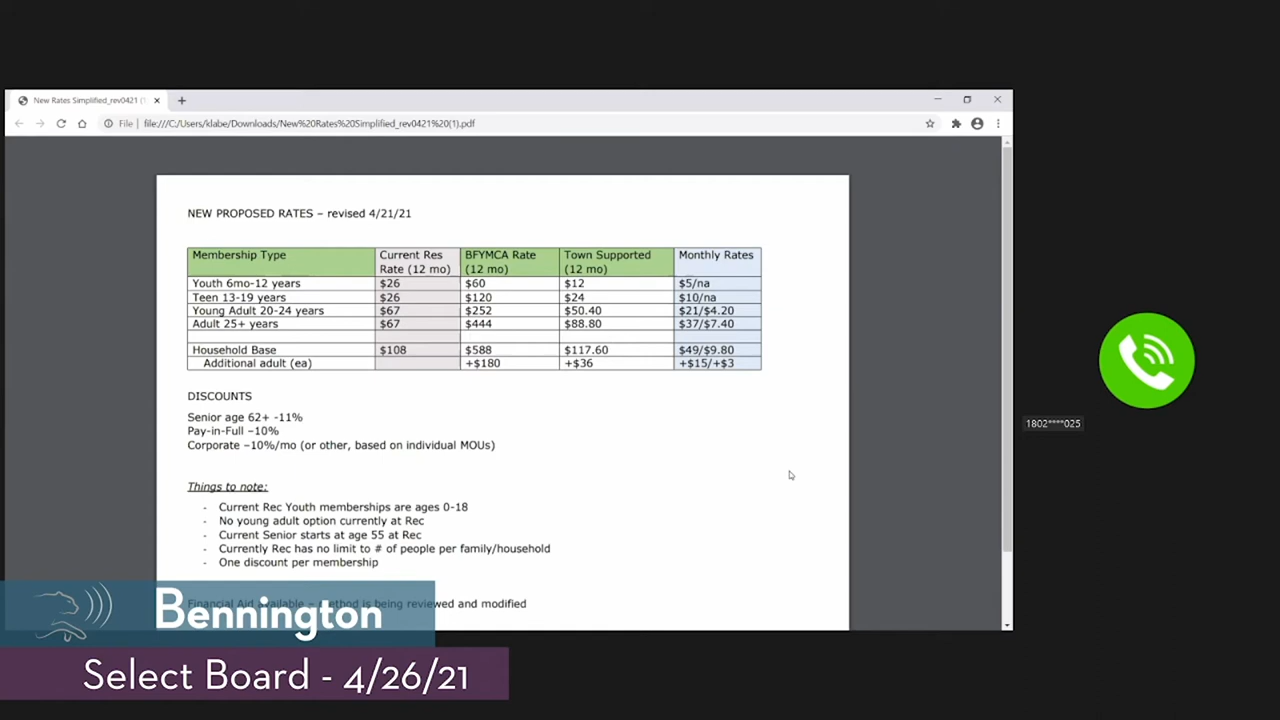 New Rates Simplified_rev0421 (1
File | file:///C:/Users/klabe/Downloads/New%20Rates%20Simplified_rev0421%20(1).pdf
NEW PROPOSED RATES – revised 4/21/21
Membership Type Current Res Rate (12 mo) BFYMCA Rate (12 mo) Town Supported (12 mo) Monthly Rates
Youth 6mo-12 years $26 $60 $12 $5/na
Teen 13-19 years $26 $120 $24 $10/na
Young Adult 20-24 years $67 $252 $50.40 $21/$4.20
Adult 25+ years $67 $444 $88.80 $37/$7.40
Household Base $108 $588 $117.60 $49/$9.80
Additional adult (ea) +$180 +$36 +$15/+$3
DISCOUNTS
Senior age 62+ -11%
Pay-in-Full –10%
Corporate –10%/mo (or other, based on individual MOUs)
Things to note:
- Current Rec Youth memberships are ages 0-18
- No young adult option currently at Rec
- Current Senior starts at age 55 at Rec
- Currently Rec has no limit to # of people per family/household
- One discount per membership
Financial Aid available – method is being reviewed and modified
1802****025
Bennington
Select Board - 4/26/21